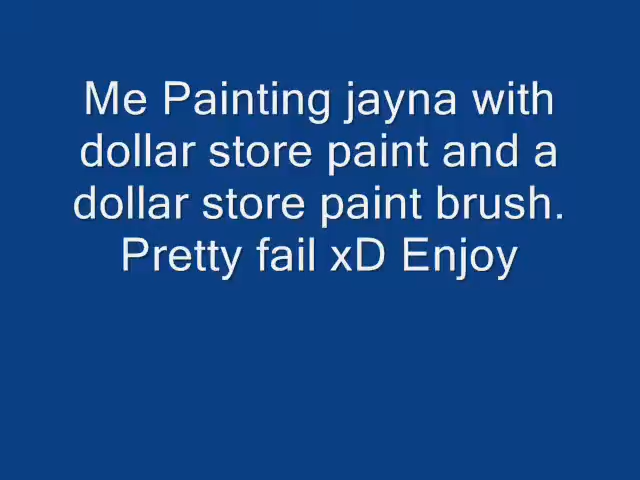 Me Painting jayna with
dollar store paint and a
dollar store paint brush.
Pretty fail xD Enjoy